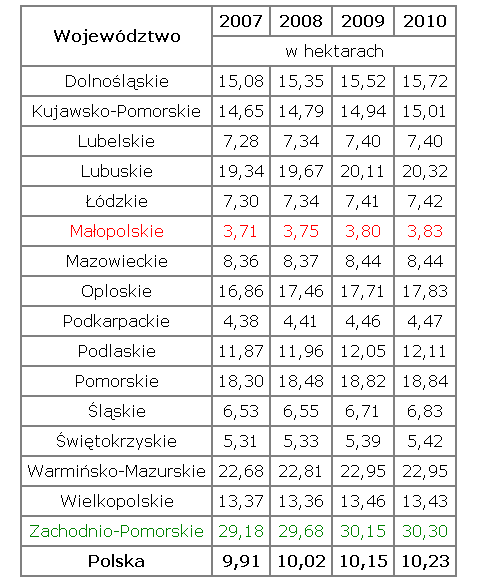 Województwo 2007 2008 2009 2010
w hektarach
Dolnośląskie 15,08 15,35 15,52 15,72
Kujawsko-Pomorskie 14,65 14,79 14,94 15,01
Lubelskie 7,28 7,34 7,40 7,40
Lubuskie 19,34 19,67 20,11 20,32
Łódzkie 7,30 7,34 7,41 7,42
Małopolskie 3,71 3,75 3,80 3,83
Mazowieckie 8,36 8,37 8,44 8,44
Oploskie 16,86 17,46 17,71 17,83
Podkarpackie 4,38 4,41 4,46 4,47
Podlaskie 11,87 11,96 12,05 12,11
Pomorskie 18,30 18,48 18,82 18,84
Śląskie 6,53 6,55 6,71 6,83
Świętokrzyskie 5,31 5,33 5,39 5,42
Warmińsko-Mazurskie 22,68 22,81 22,95 22,95
Wielkopolskie 13,37 13,36 13,46 13,43
Zachodnio-Pomorskie 29,18 29,68 30,15 30,30
Polska 9,91 10,02 10,15 10,23